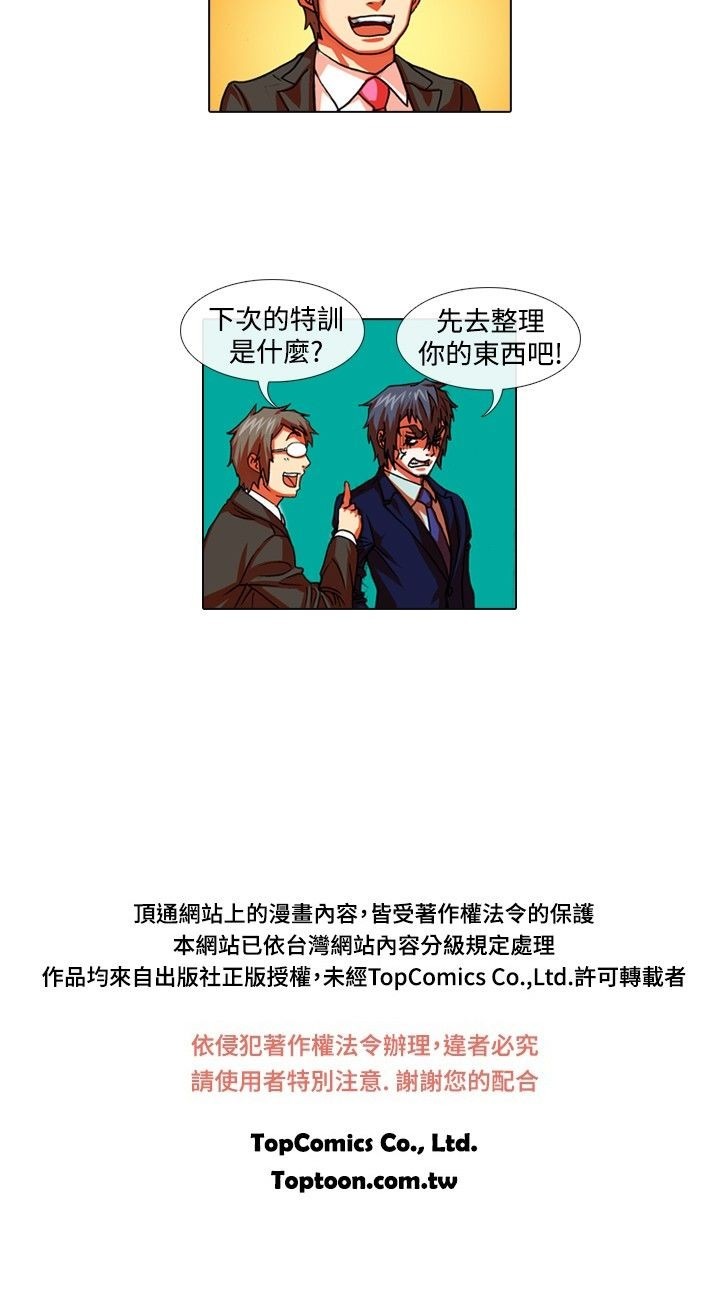 下次的特訓
是什麼?
先去整理
你的東西吧!
頂通網站上的漫畫內容,皆受著作權法令的保護
本網站已依台灣網站內容分級規定處理
作品均來自出版社正版授權,未經TopComics Co.,Ltd.許可轉載者
依侵犯著作權法令辦理,違者必究
請使用者特別注意. 謝謝您的配合
TopComics Co., Ltd.
Toptoon.com.tw